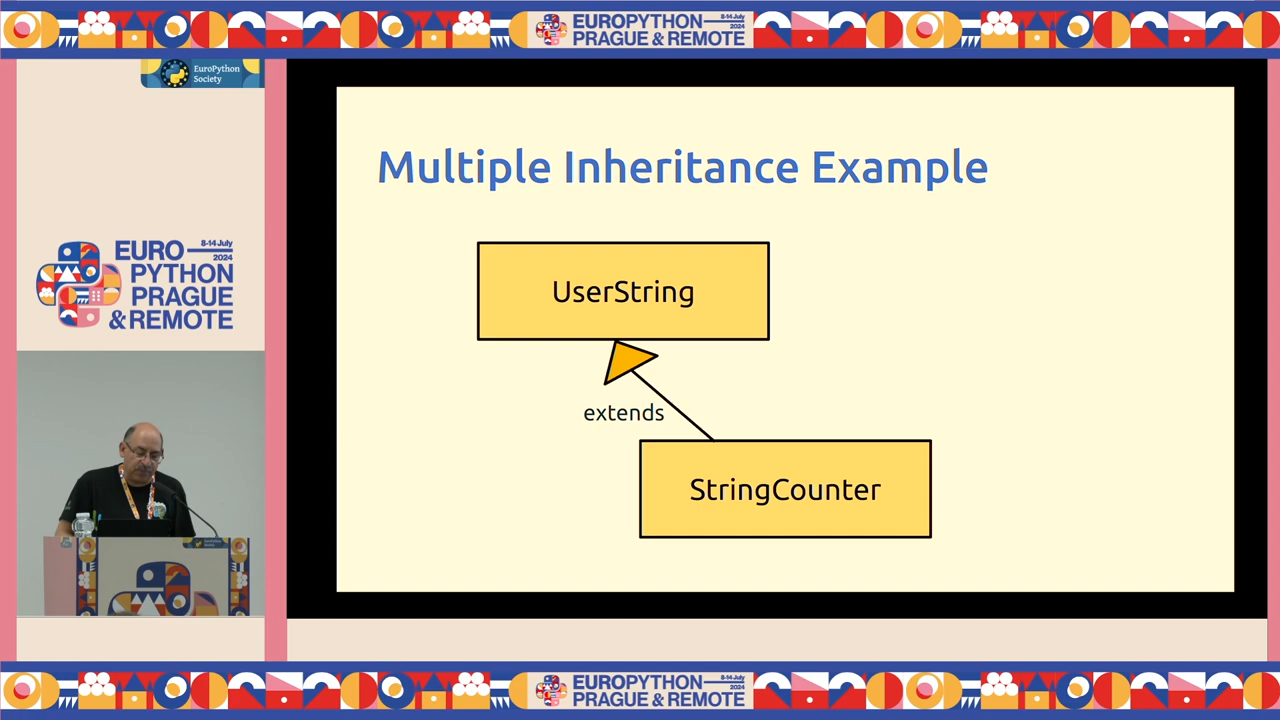 EUROPYTHON
8-14 July
2024
PRAGUE & REMOTE
EuroPython
Society
EURO
8-14 July
2024
PYTHON
PRAGUE
& REMOTE
Multiple Inheritance Example
UserString
extends
StringCounter
EUROPYTHON
8-14 July
2024
PRAGUE & REMOTE